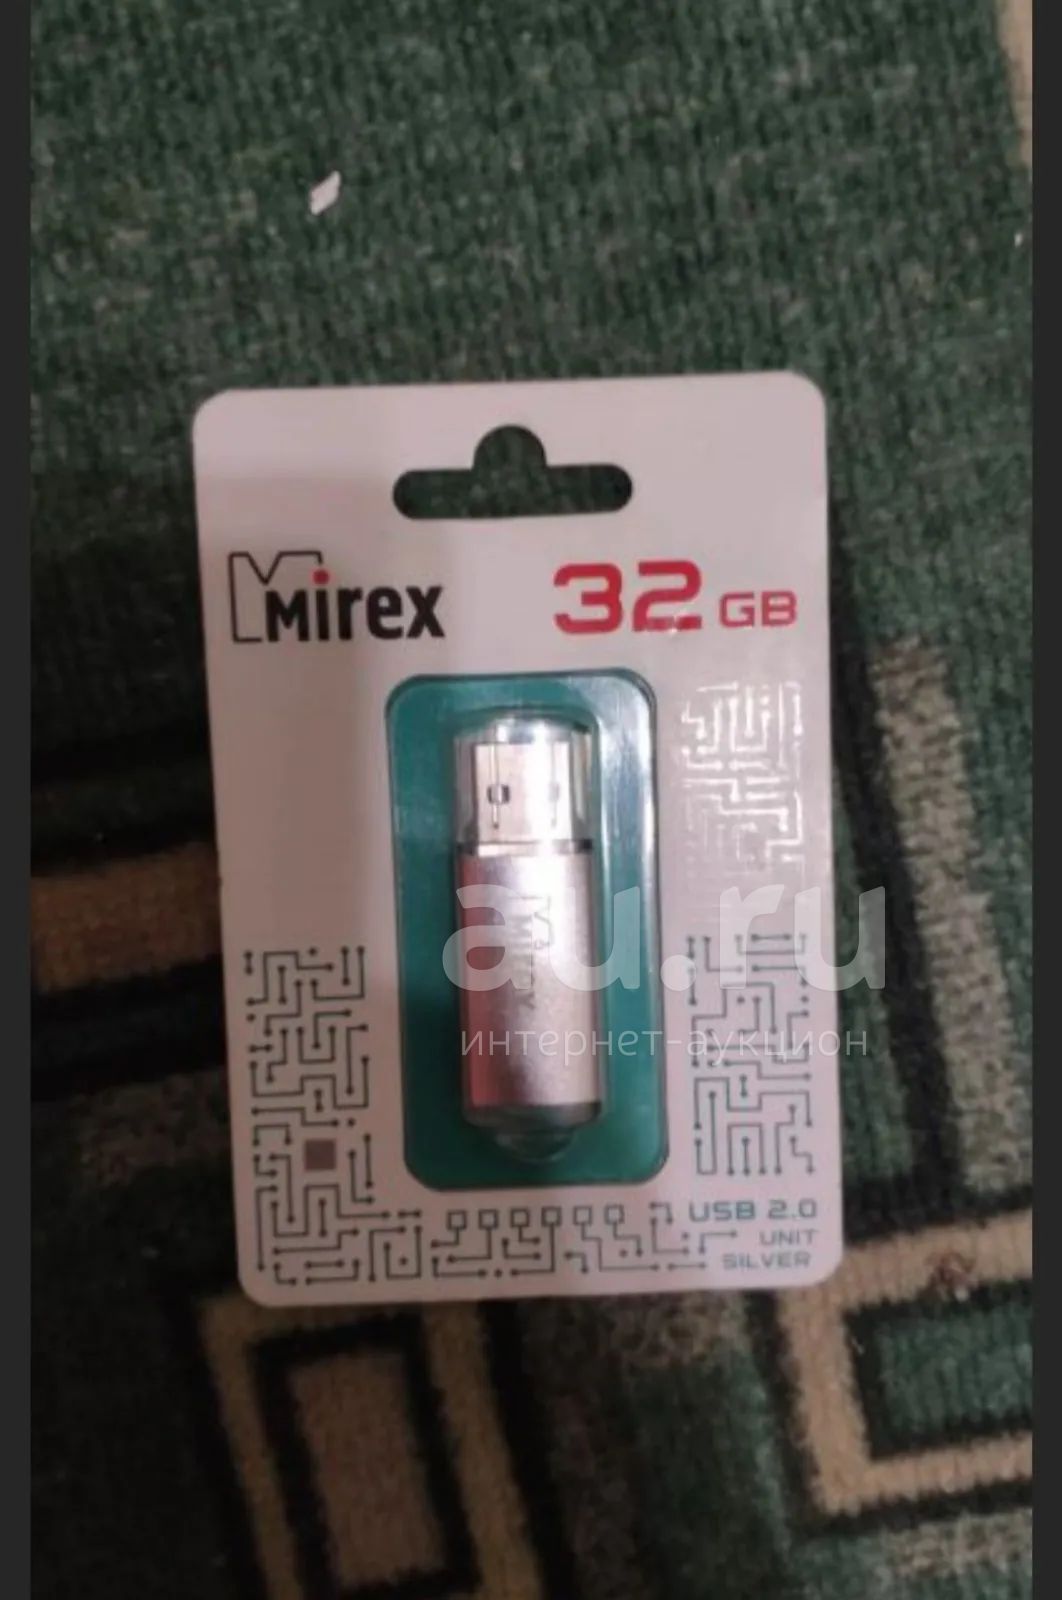 Mirex
32 GB
Mirex
au.ru
интернет-аукцион
USB 2.0
UNIT
SILVER